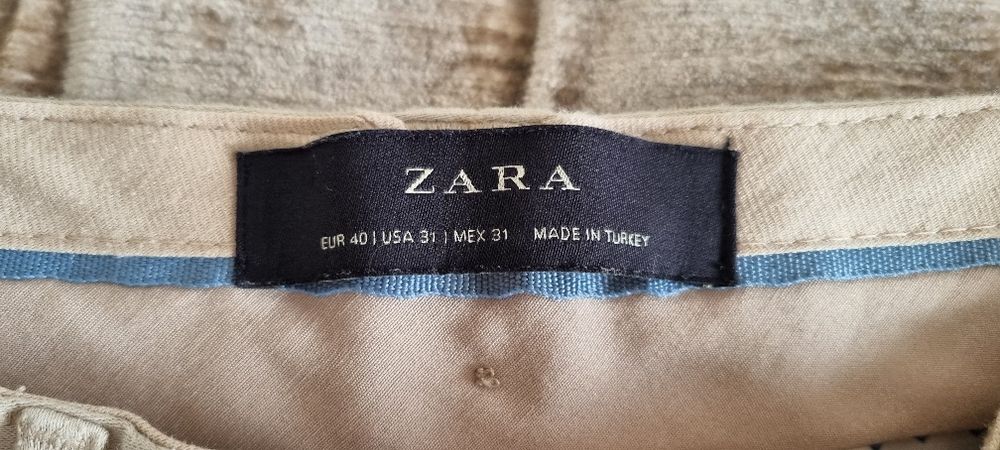 ZARA
EUR 40 | USA 31 | MEX 31 MADE IN TURKEY